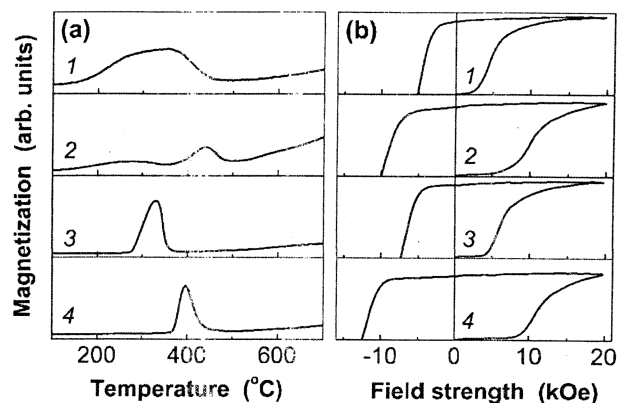 Magnetization (arb. units)
(a)
1
2
3
4
200 400 600
Temperature (°C)
(b)
1
2
3
4
-10 0 10 20
Field strength (kOe)